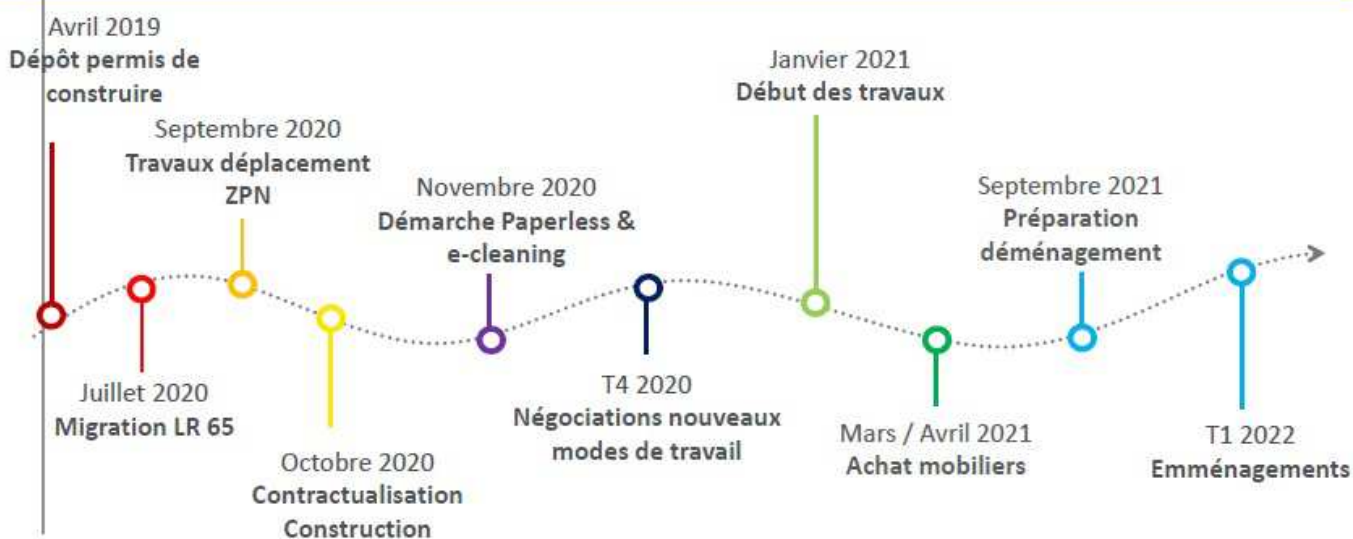 Avril 2019
Dépôt permis de
construire
Juillet 2020
Migration LR 65
Septembre 2020
Travaux déplacement
ZPN
Octobre 2020
Contractualisation
Construction
Novembre 2020
Démarche Paperless &
e-cleaning
T4 2020
Négociations nouveaux
modes de travail
Janvier 2021
Début des travaux
Mars / Avril 2021
Achat mobiliers
Septembre 2021
Préparation
déménagement
T1 2022
Emménagements